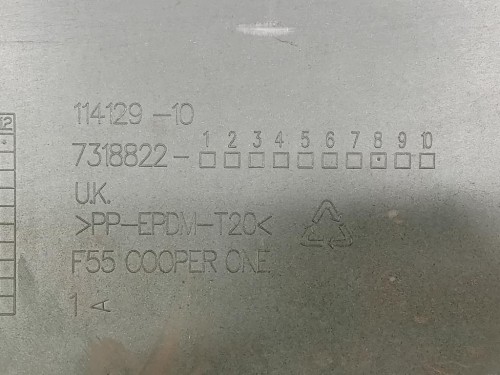 114129-10
1 2 3 4 5 6 7 8 9 10
7318822-
U.K.
>PP-EPDM-T20<
F55 COOPER ONE
1 A
12